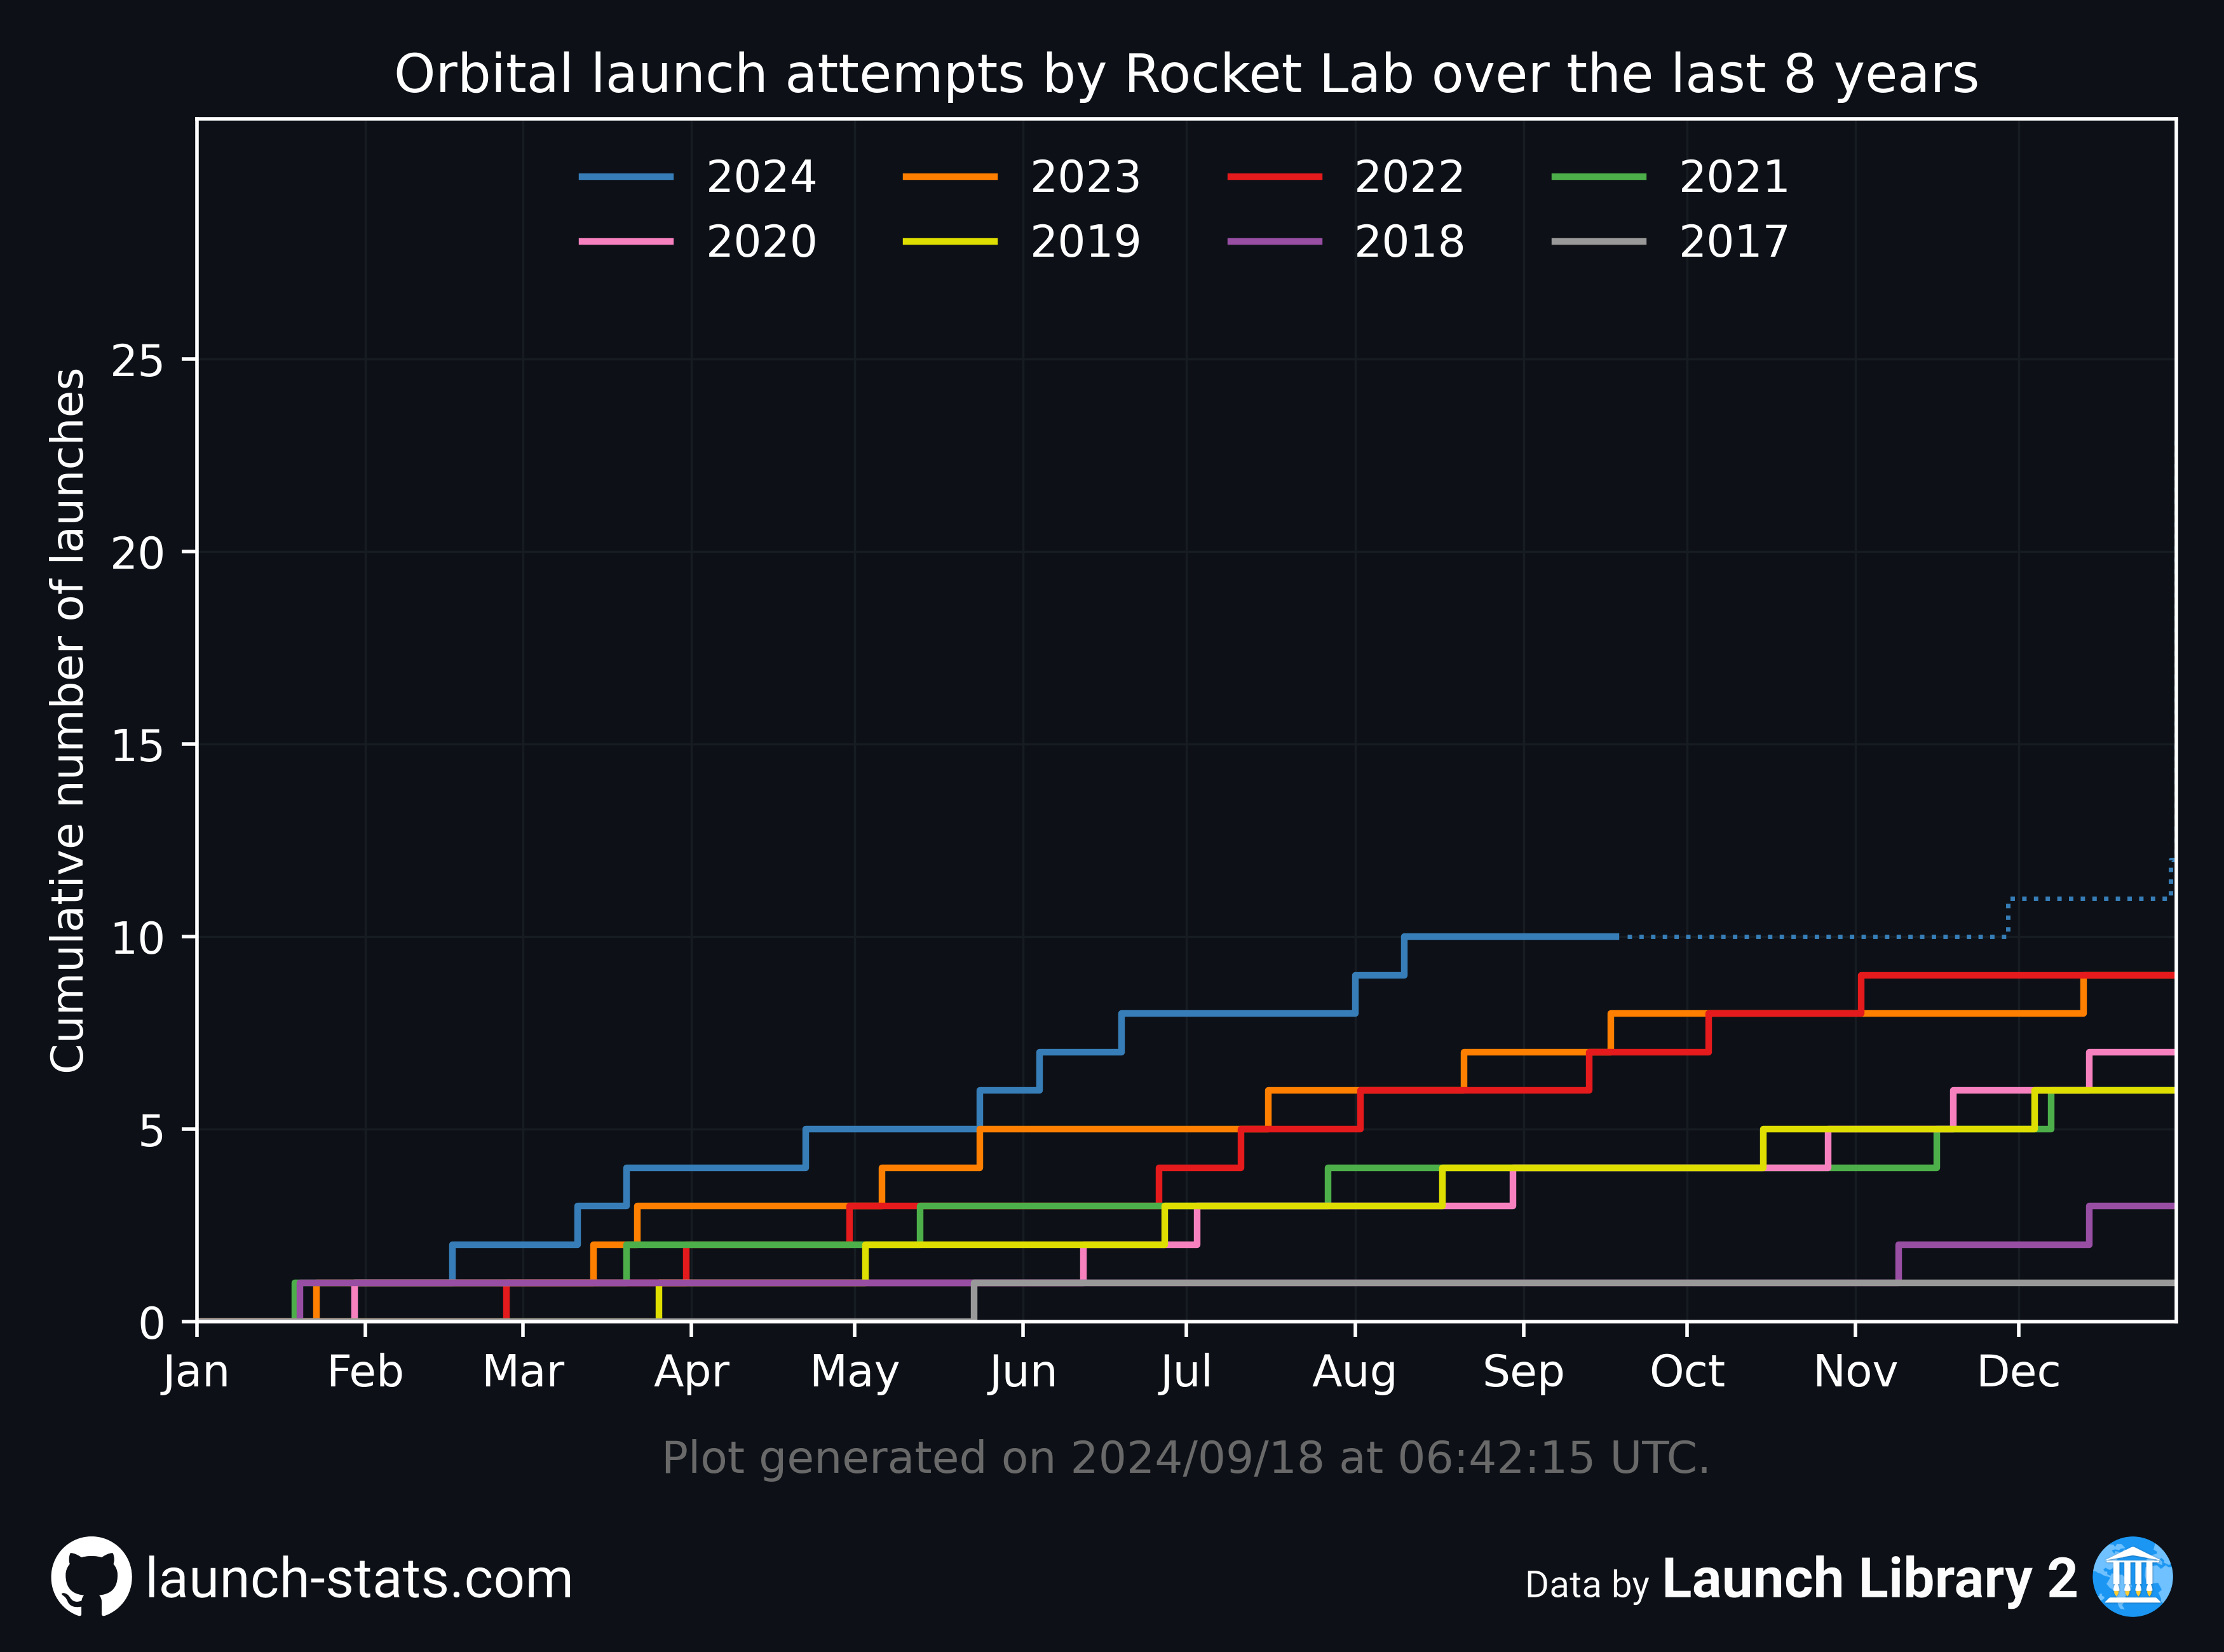 Orbital launch attempts by Rocket Lab over the last 8 years
2024 2023 2022 2021
2020 2019 2018 2017
Cumulative number of launches
25
20
15
10
5
0
Jan Feb Mar Apr May Jun Jul Aug Sep Oct Nov Dec
Plot generated on 2024/09/18 at 06:42:15 UTC.
launch-stats.com
Data by Launch Library 2